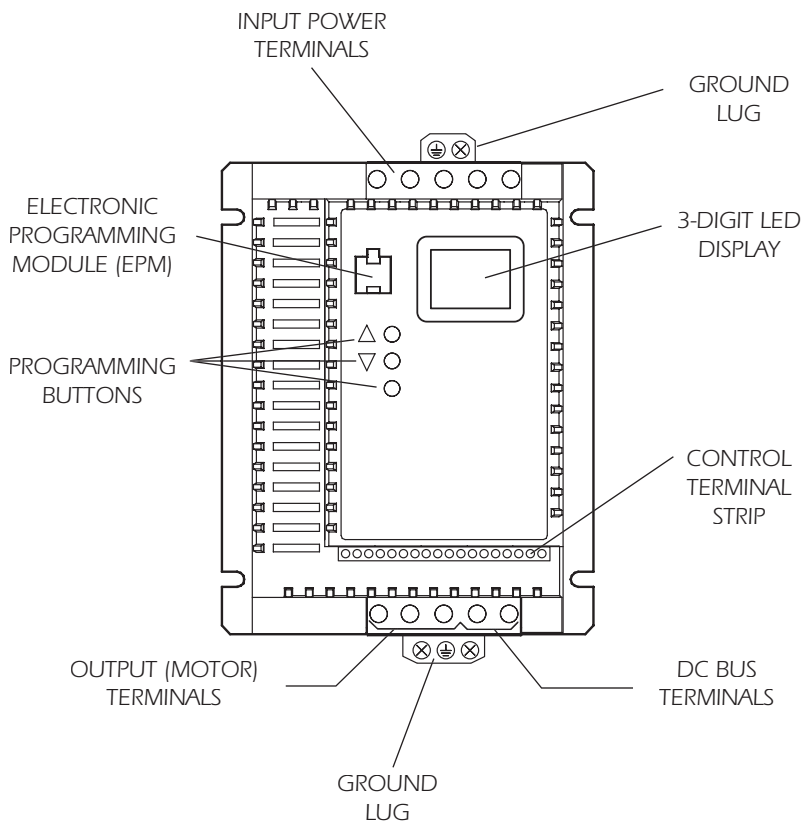 INPUT POWER
TERMINALS
GROUND
LUG
ELECTRONIC
PROGRAMMING
MODULE (EPM)
3-DIGIT LED
DISPLAY
PROGRAMMING
BUTTONS
CONTROL
TERMINAL
STRIP
OUTPUT (MOTOR)
TERMINALS
DC BUS
TERMINALS
GROUND
LUG